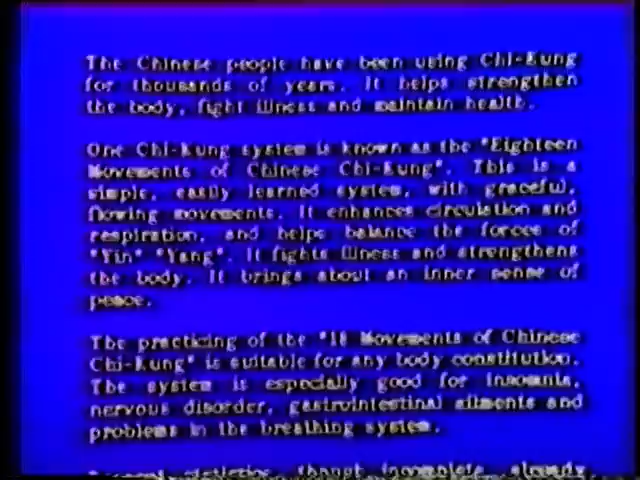 The Chinese people have been using Chi-Kung
for thousands of years. It helps strengthen
the body, fight illness and maintain health.
One Chi-Kung system is known as the "Eighteen
Movements of Chinese Chi-Kung". This is a
simple, easily learned system, with graceful,
flowing movements. It enhances circulation and
respiration, and helps balance the forces of
"Yin" "Yang". It fights illness and strengthens
the body. It brings about an inner sense of
peace.
The practicing of the "18 Movements of Chinese
Chi-Kung" is suitable for any body constitution.
The system is especially good for insomnia,
nervous disorder, gastrointestinal ailments and
problems in the breathing system.
statistics, though incomplete, already